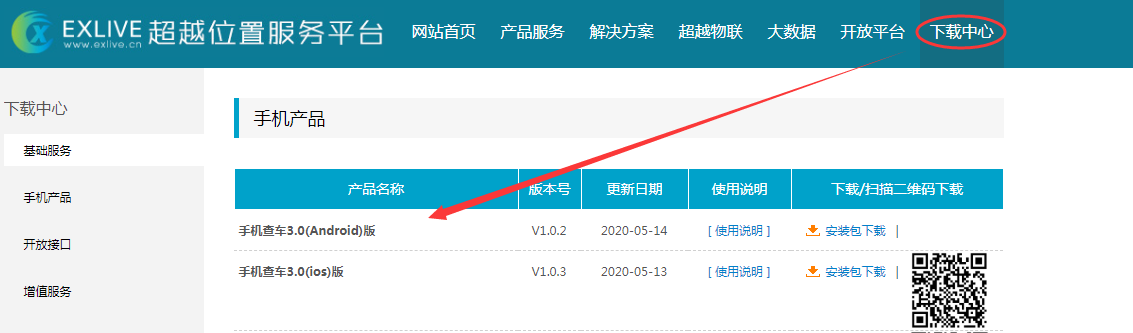 EXLIVE 超越位置服务平台
www.exlive.cn
网站首页 产品服务 解决方案 超越物联 大数据 开放平台 下载中心
下载中心
基础服务
手机产品
开放接口
增值服务
手机产品
产品名称 版本号 更新日期 使用说明 下载/扫描二维码下载
手机查车3.0(Android)版 V1.0.2 2020-05-14 [ 使用说明 ] 安装包下载 |
手机查车3.0(ios)版 V1.0.3 2020-05-13 [ 使用说明 ] 安装包下载 |